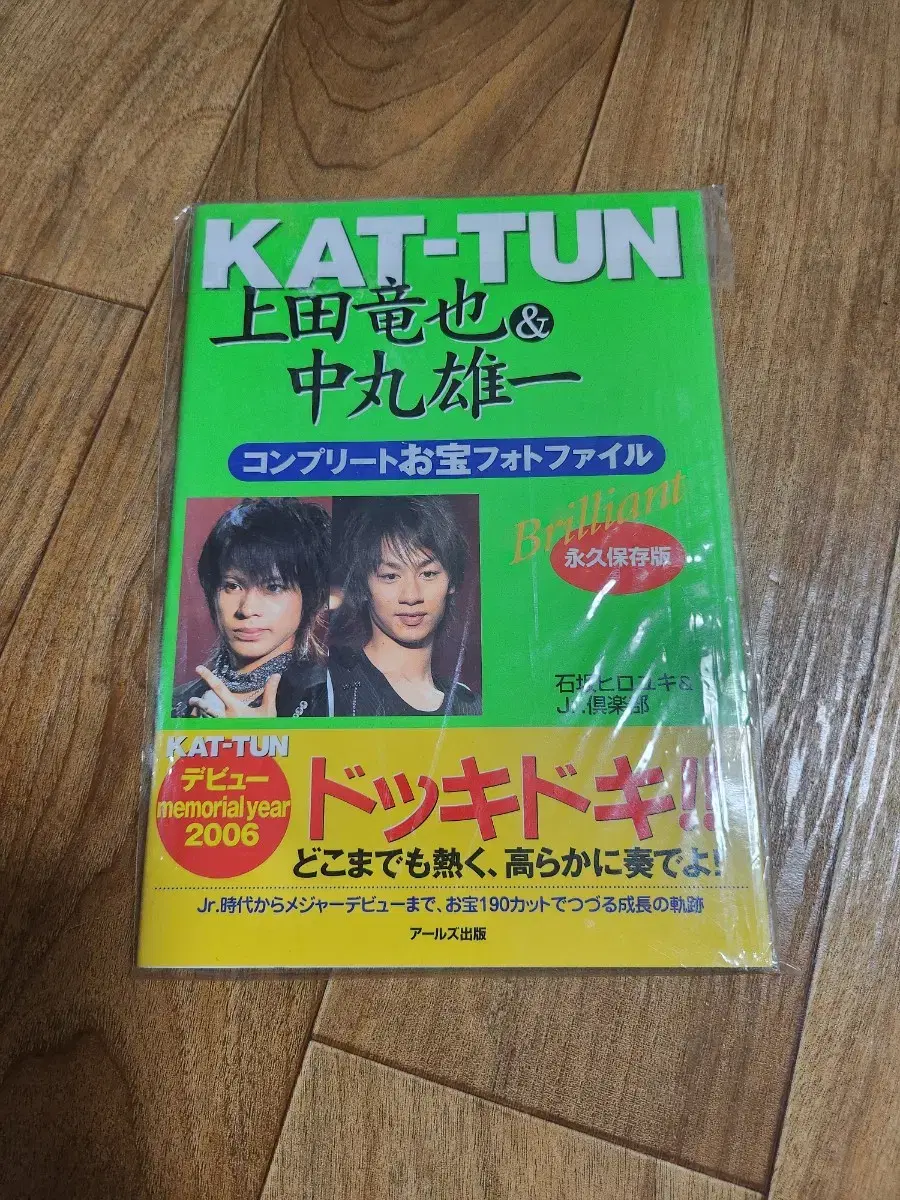 KAT-TUN
上田竜也&
中丸雄一
コンプリートお宝フォトファイル
Brilliant
永久保存版
石坂ヒロユキ&
Jr.倶楽部
KAT-TUN
デビュー
memorial year
2006
ドッキドキ!!
どこまでも熱く、高らかに奏でよ!
Jr.時代からメジャーデビューまで、お宝190カットでつづる成長の軌跡
アールズ出版